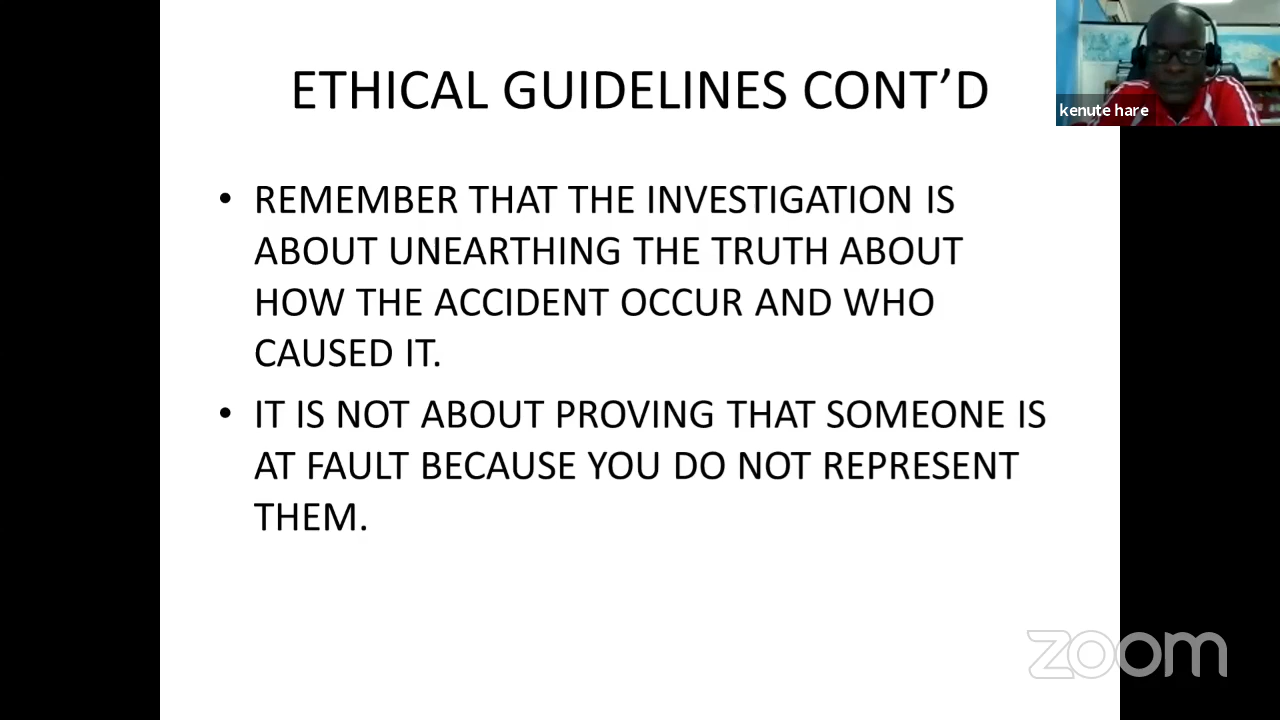 ETHICAL GUIDELINES CONT’D
kenute hare
• REMEMBER THAT THE INVESTIGATION IS
ABOUT UNEARTHING THE TRUTH ABOUT
HOW THE ACCIDENT OCCUR AND WHO
CAUSED IT.
• IT IS NOT ABOUT PROVING THAT SOMEONE IS
AT FAULT BECAUSE YOU DO NOT REPRESENT
THEM.
zoom